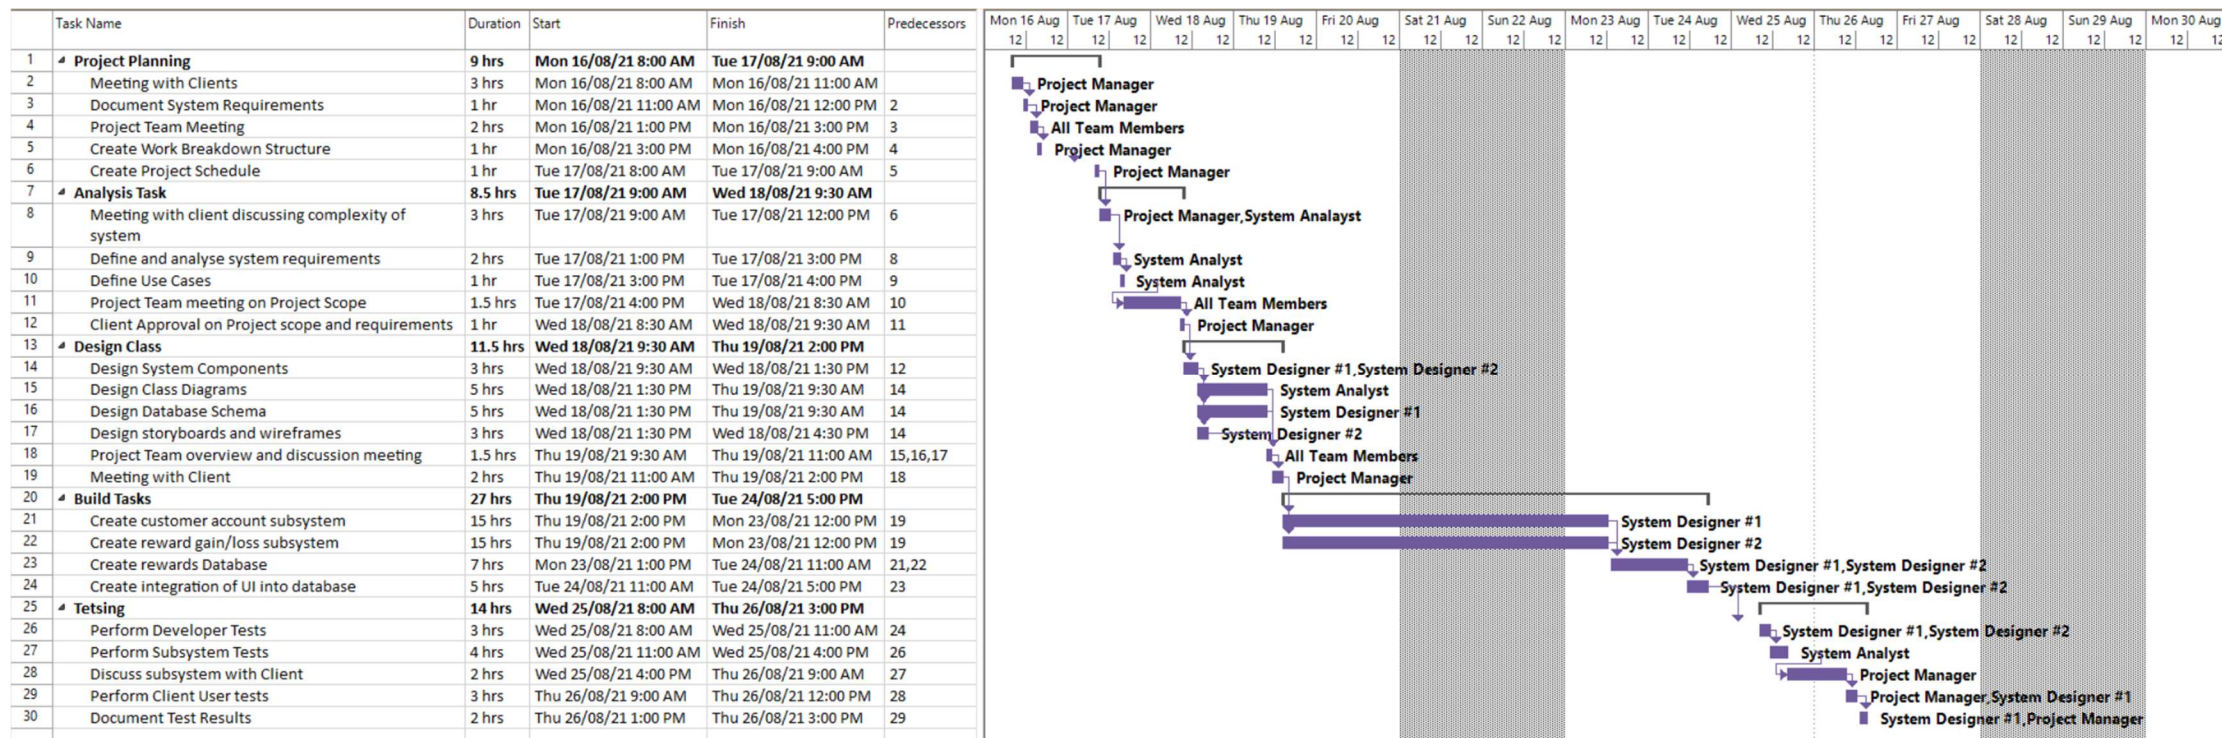 Task Name Duration Start Finish Predecessors Mon 16 Aug Tue 17 Aug Wed 18 Aug Thu 19 Aug Fri 20 Aug Sat 21 Aug Sun 22 Aug Mon 23 Aug Tue 24 Aug Wed 25 Aug Thu 26 Aug Fri 27 Aug Sat 28 Aug Sun 29 Aug Mon 30 Aug
12 12 12 12 12 12 12 12 12 12 12 12 12 12 12 12 12 12 12 12 12 12 12 12 12 12 12 12 12 12
1 Project Planning 9 hrs Mon 16/08/21 8:00 AM Tue 17/08/21 9:00 AM
2 Meeting with Clients 3 hrs Mon 16/08/21 8:00 AM Mon 16/08/21 11:00 AM Project Manager
3 Document System Requirements 1 hr Mon 16/08/21 11:00 AM Mon 16/08/21 12:00 PM 2 Project Manager
4 Project Team Meeting 2 hrs Mon 16/08/21 1:00 PM Mon 16/08/21 3:00 PM 3 All Team Members
5 Create Work Breakdown Structure 1 hr Mon 16/08/21 3:00 PM Mon 16/08/21 4:00 PM 4 Project Manager
6 Create Project Schedule 1 hr Tue 17/08/21 8:00 AM Tue 17/08/21 9:00 AM 5 Project Manager
7 Analysis Task 8.5 hrs Tue 17/08/21 9:00 AM Wed 18/08/21 9:30 AM
8 Meeting with client discussing complexity of 3 hrs Tue 17/08/21 9:00 AM Tue 17/08/21 12:00 PM 6 Project Manager,System Analayst
system
9 Define and analyse system requirements 2 hrs Tue 17/08/21 1:00 PM Tue 17/08/21 3:00 PM 8 System Analyst
10 Define Use Cases 1 hr Tue 17/08/21 3:00 PM Tue 17/08/21 4:00 PM 9 System Analyst
11 Project Team meeting on Project Scope 1.5 hrs Tue 17/08/21 4:00 PM Wed 18/08/21 8:30 AM 10 All Team Members
12 Client Approval on Project scope and requirements 1 hr Wed 18/08/21 8:30 AM Wed 18/08/21 9:30 AM 11 Project Manager
13 Design Class 11.5 hrs Wed 18/08/21 9:30 AM Thu 19/08/21 2:00 PM
14 Design System Components 3 hrs Wed 18/08/21 9:30 AM Wed 18/08/21 1:30 PM 12 System Designer #1,System Designer #2
15 Design Class Diagrams 5 hrs Wed 18/08/21 1:30 PM Thu 19/08/21 9:30 AM 14 System Analyst
16 Design Database Schema 5 hrs Wed 18/08/21 1:30 PM Thu 19/08/21 9:30 AM 14 System Designer #1
17 Design storyboards and wireframes 3 hrs Wed 18/08/21 1:30 PM Wed 18/08/21 4:30 PM 14 System Designer #2
18 Project Team overview and discussion meeting 1.5 hrs Thu 19/08/21 9:30 AM Thu 19/08/21 11:00 AM 15,16,17 All Team Members
19 Meeting with Client 2 hrs Thu 19/08/21 11:00 AM Thu 19/08/21 2:00 PM 18 Project Manager
20 Build Tasks 27 hrs Thu 19/08/21 2:00 PM Tue 24/08/21 5:00 PM
21 Create customer account subsystem 15 hrs Thu 19/08/21 2:00 PM Mon 23/08/21 12:00 PM 19 System Designer #1
22 Create reward gain/loss subsystem 15 hrs Thu 19/08/21 2:00 PM Mon 23/08/21 12:00 PM 19 System Designer #2
23 Create rewards Database 7 hrs Mon 23/08/21 1:00 PM Tue 24/08/21 11:00 AM 21,22 System Designer #1,System Designer #2
24 Create integration of UI into database 5 hrs Tue 24/08/21 11:00 AM Tue 24/08/21 5:00 PM 23 System Designer #1,System Designer #2
25 Tetsing 14 hrs Wed 25/08/21 8:00 AM Thu 26/08/21 3:00 PM
26 Perform Developer Tests 3 hrs Wed 25/08/21 8:00 AM Wed 25/08/21 11:00 AM 24 System Designer #1,System Designer #2
27 Perform Subsystem Tests 4 hrs Wed 25/08/21 11:00 AM Wed 25/08/21 4:00 PM 26 System Analyst
28 Discuss subsystem with Client 2 hrs Wed 25/08/21 4:00 PM Thu 26/08/21 9:00 AM 27 Project Manager
29 Perform Client User tests 3 hrs Thu 26/08/21 9:00 AM Thu 26/08/21 12:00 PM 28 Project Manager,System Designer #1
30 Document Test Results 2 hrs Thu 26/08/21 1:00 PM Thu 26/08/21 3:00 PM 29 System Designer #1,Project Manager